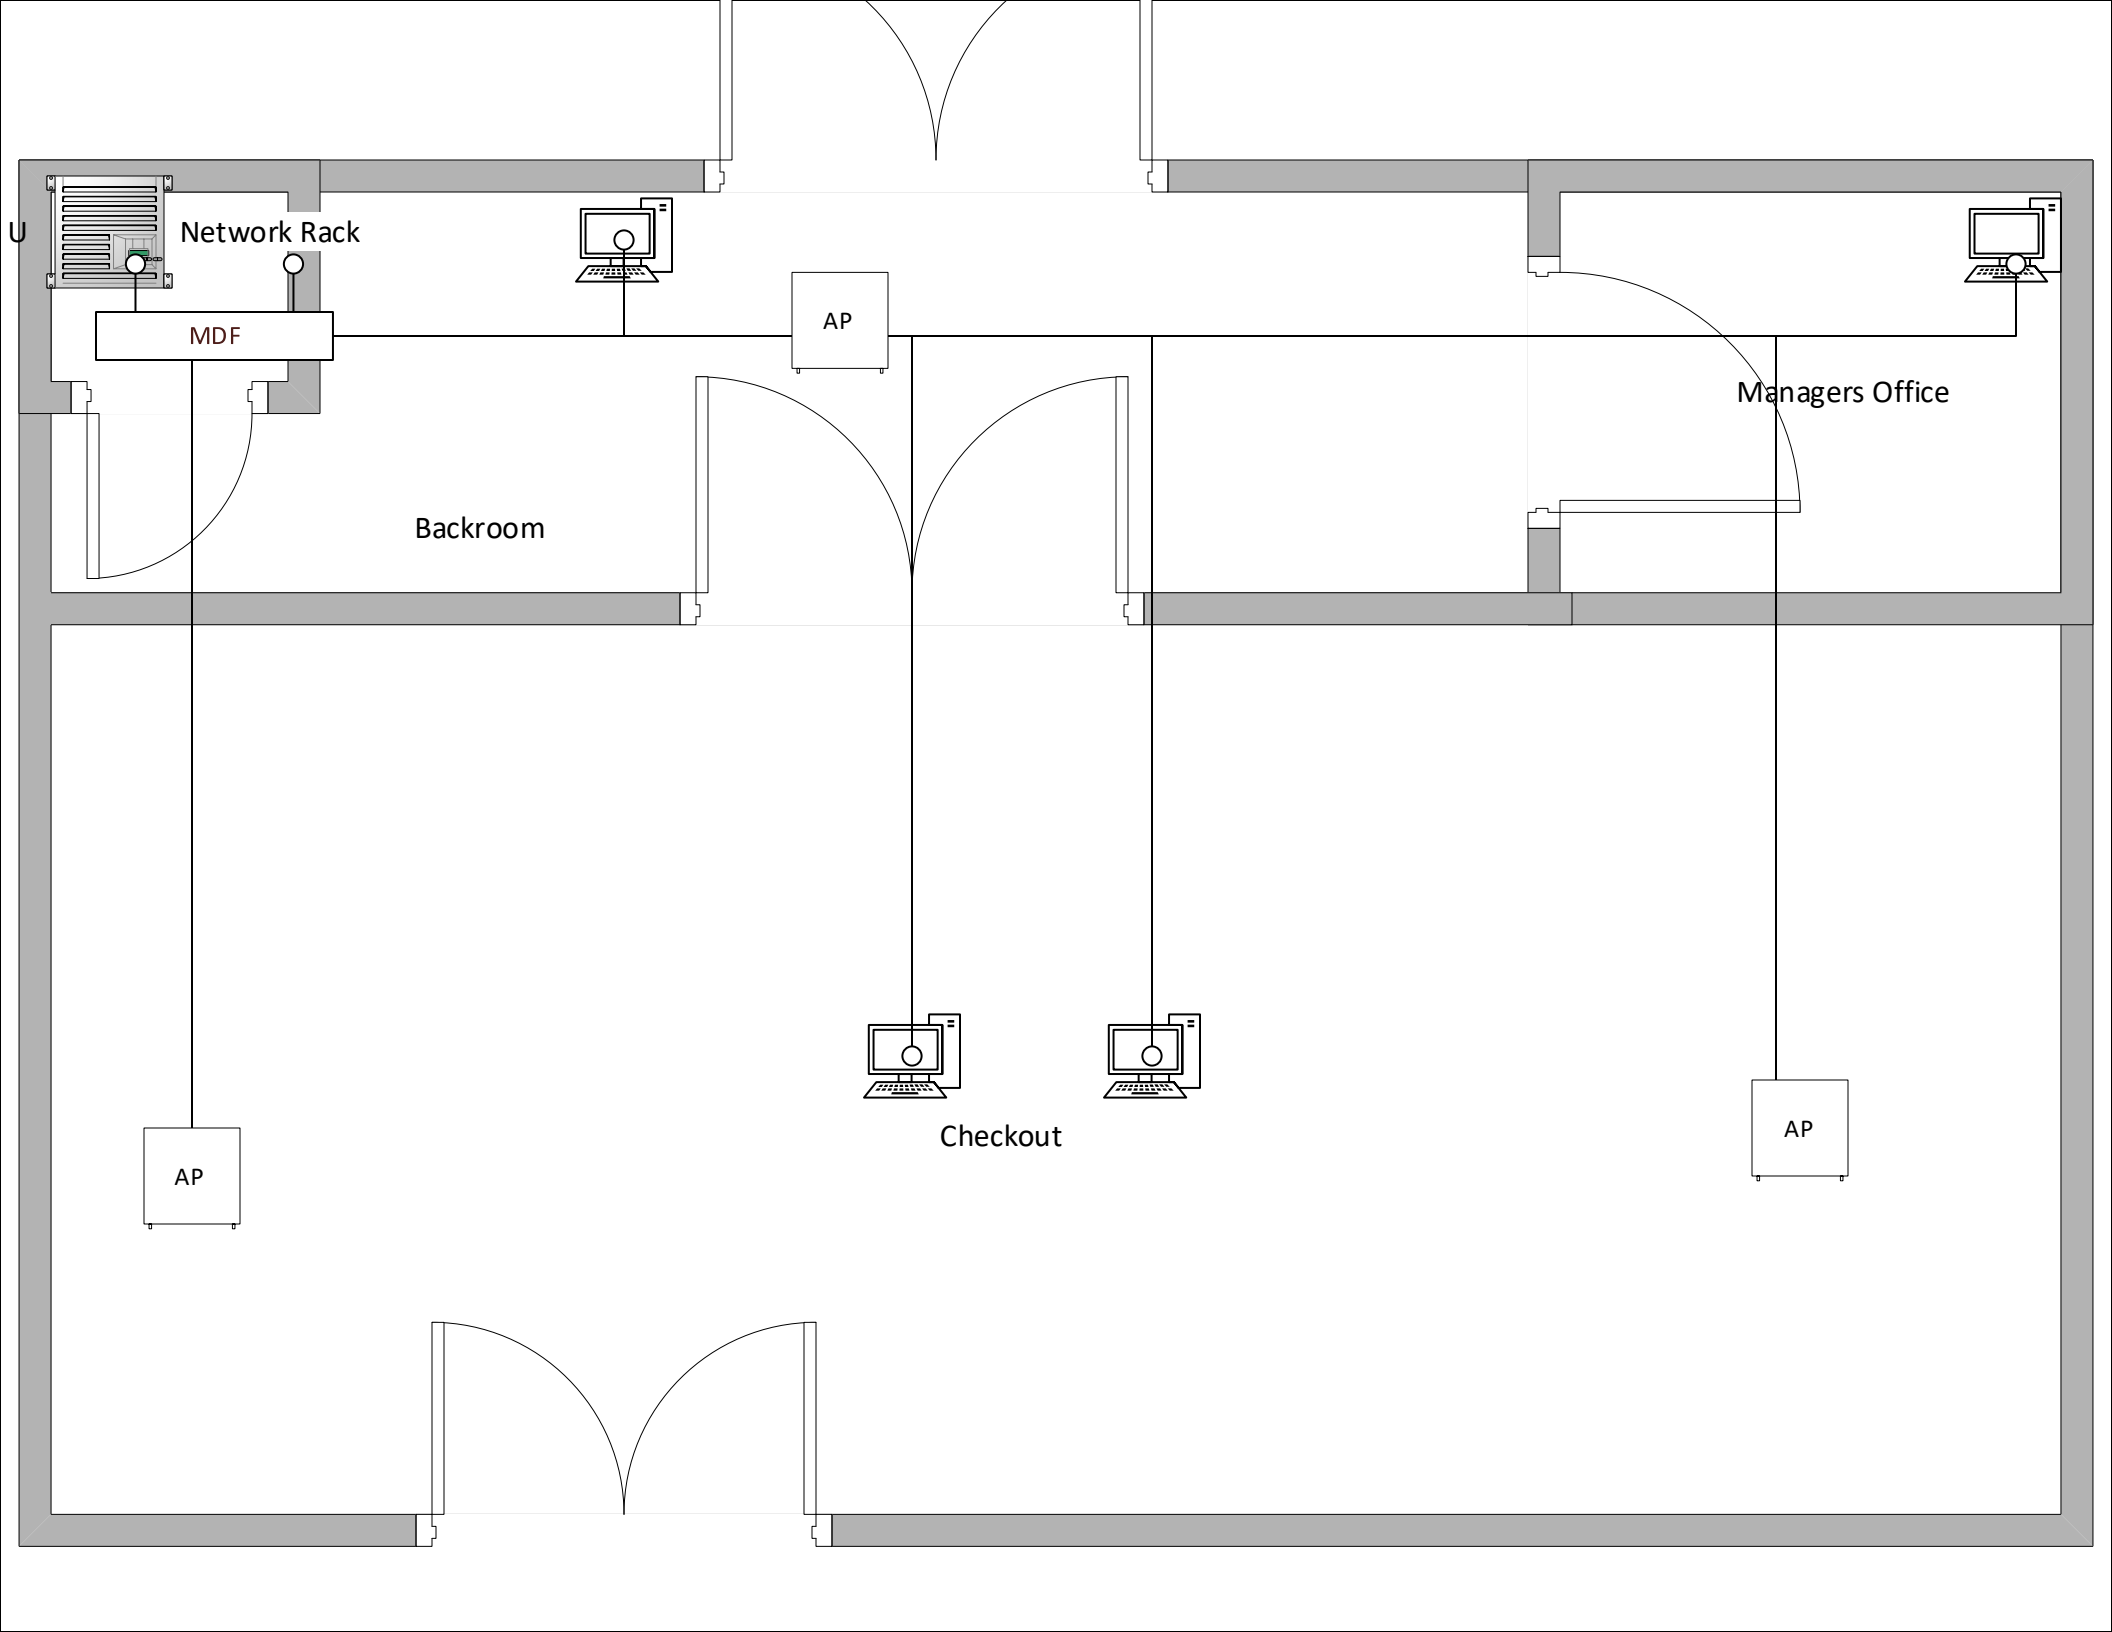 U
Network Rack
AP
MDF
Managers Office
Backroom
Checkout
AP
AP